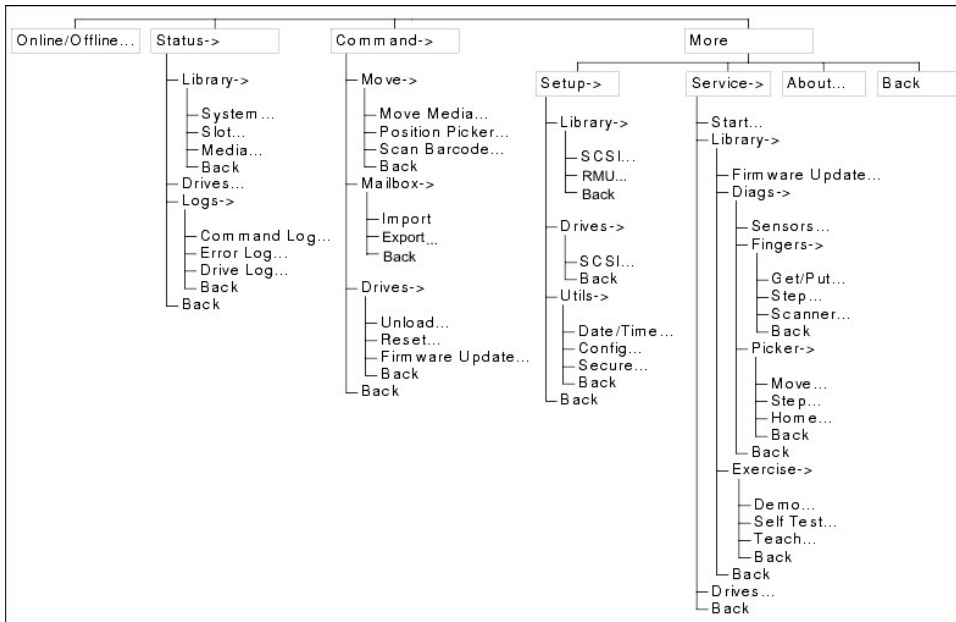 Online/Offline...
Status->
Library->
System...
Slot...
Media...
Back
Drives...
Logs->
Command Log...
Error Log...
Drive Log...
Back
Back
Command->
Move->
Move Media...
Position Picker...
Scan Barcode...
Back
Mailbox->
Import
Export...
Back
Drives->
Unload...
Reset...
Firmware Update...
Back
Back
More
Setup->
Library->
SCSI...
RMU...
Back
Drives->
SCSI...
Back
Utils->
Date/Time...
Config...
Secure...
Back
Back
Service->
Start...
Library->
Firmware Update...
Diags->
Sensors...
Fingers->
Get/Put...
Step...
Scanner...
Back
Picker->
Move...
Step...
Home...
Back
Back
Exercise->
Demo...
Self Test...
Teach...
Back
Back
Drives...
Back
About...
Back